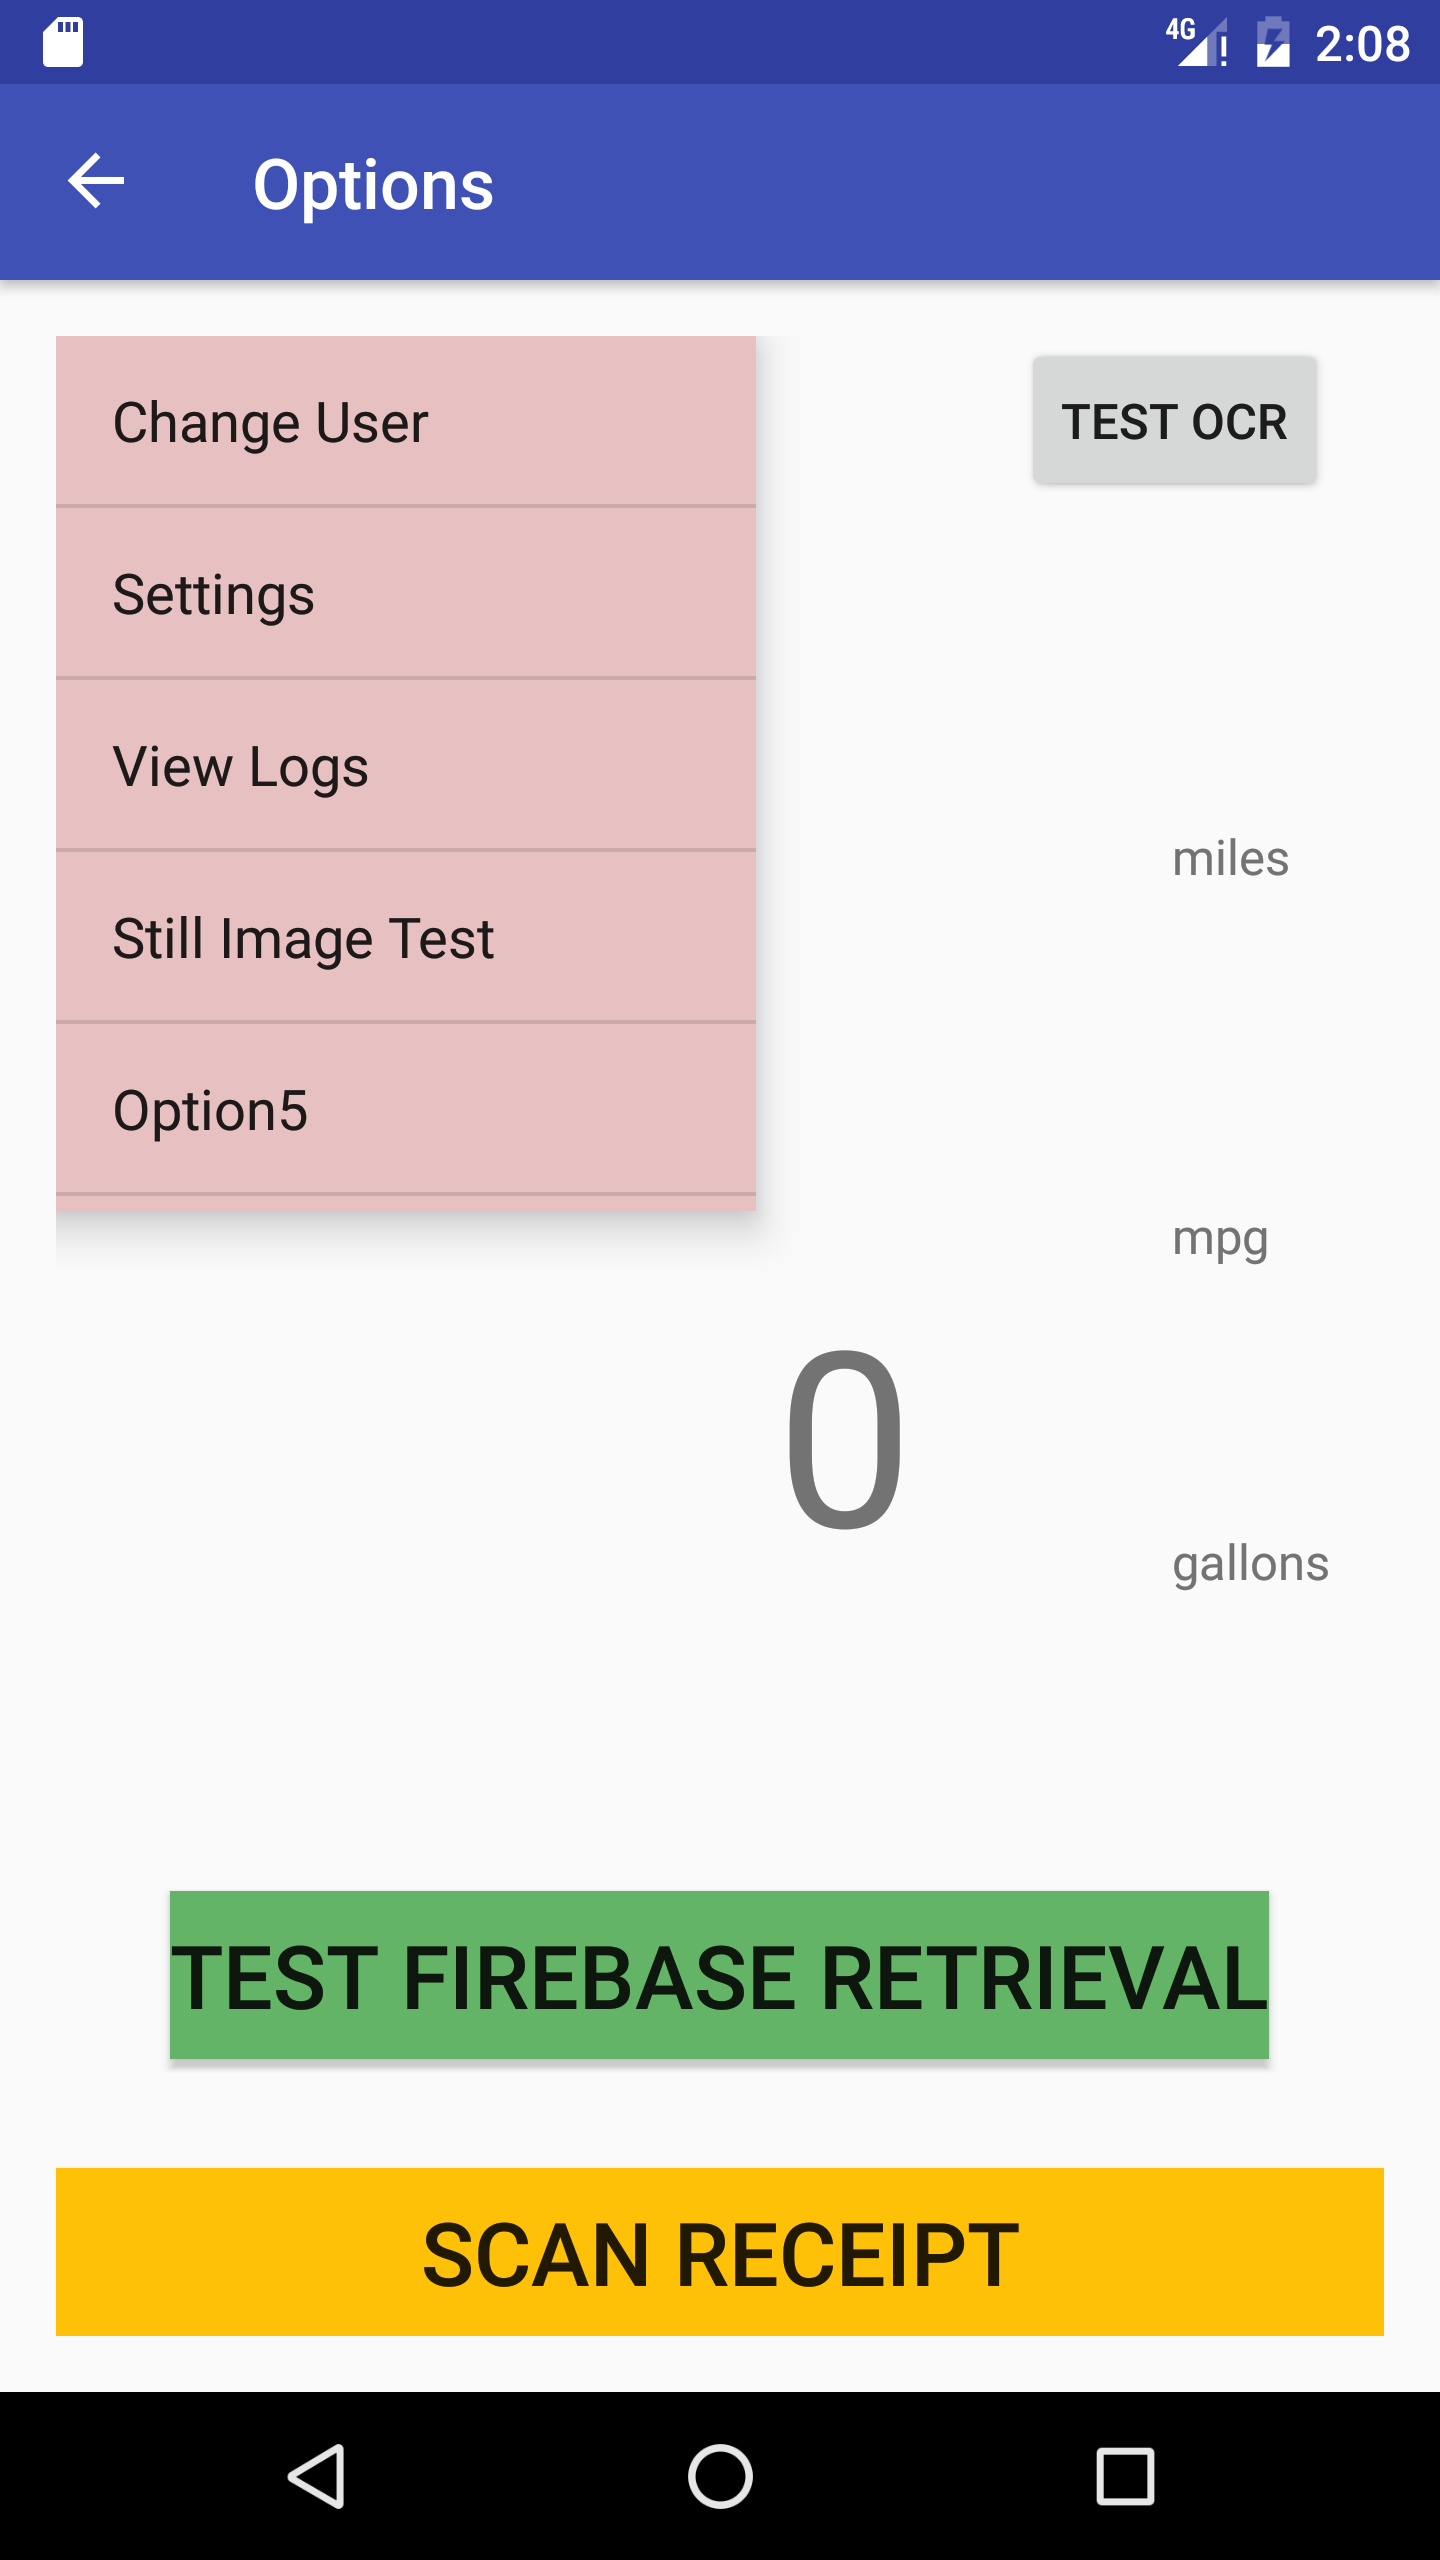 4G 2:08
Options
Change User
TEST OCR
Settings
View Logs
miles
Still Image Test
Option5
mpg
0
gallons
TEST FIREBASE RETRIEVAL
SCAN RECEIPT